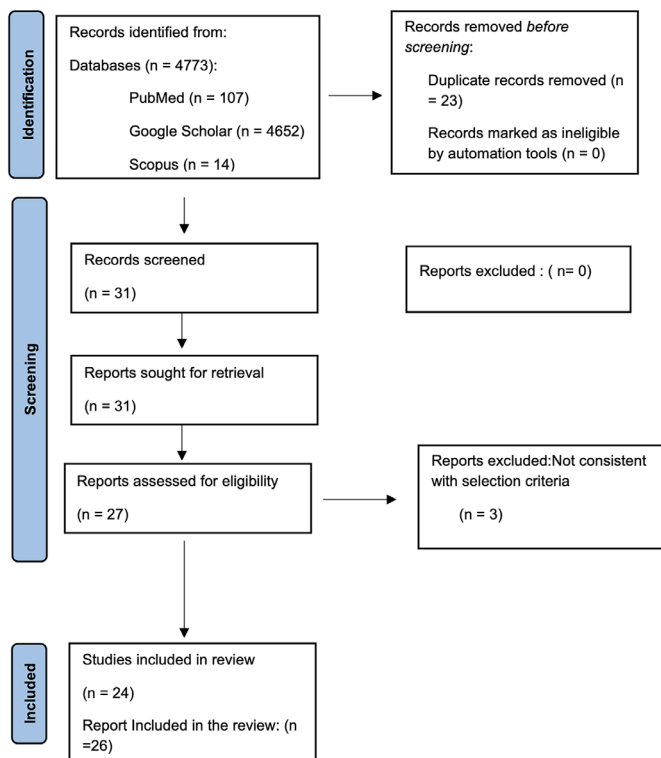 Identification
Records identified from:
Databases (n = 4773):
PubMed (n = 107)
Google Scholar (n = 4652)
Scopus (n = 14)
Records removed before
screening:
Duplicate records removed (n
= 23)
Records marked as ineligible
by automation tools (n = 0)
Screening
Records screened
(n = 31)
Reports excluded : ( n= 0)
Reports sought for retrieval
(n = 31)
Reports assessed for eligibility
(n = 27)
Reports excluded:Not consistent
with selection criteria
(n = 3)
Included
Studies included in review
(n = 24)
Report Included in the review: (n
=26)